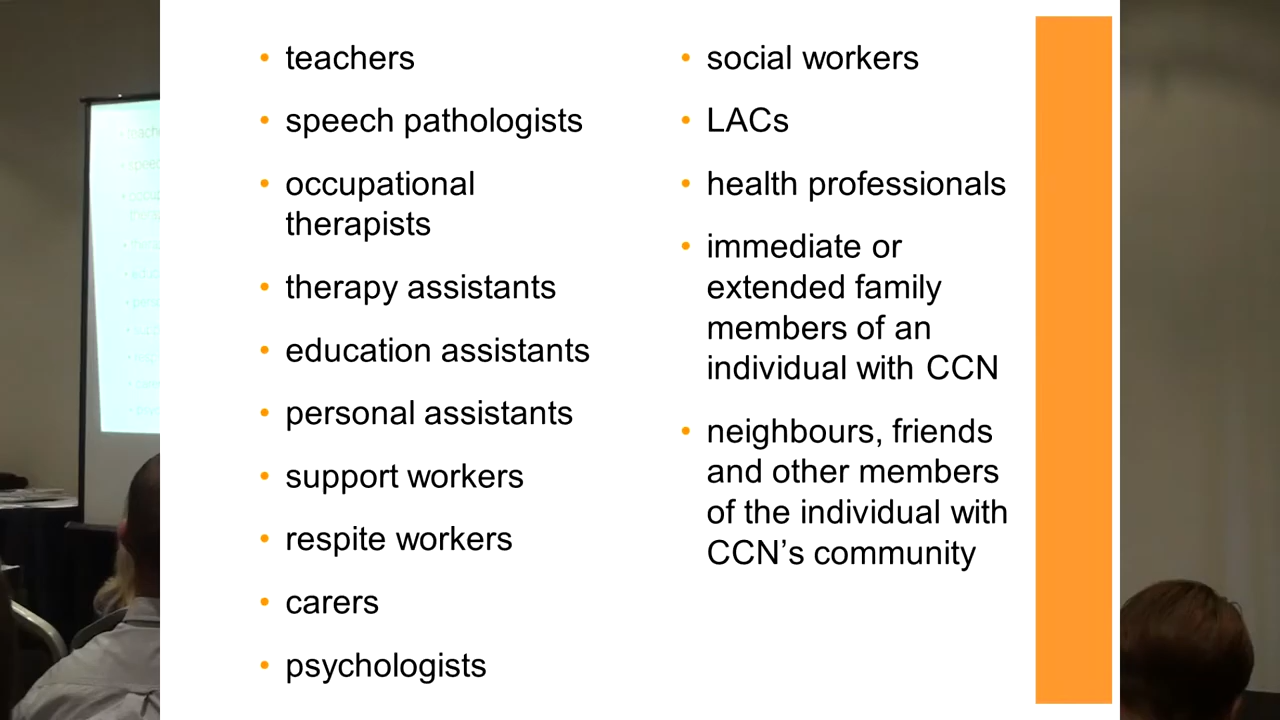 • teachers
• speech pathologists
• occupational
therapists
• therapy assistants
• education assistants
• personal assistants
• support workers
• respite workers
• carers
• psychologists
• social workers
• LACs
• health professionals
• immediate or
extended family
members of an
individual with CCN
• neighbours, friends
and other members
of the individual with
CCN’s community